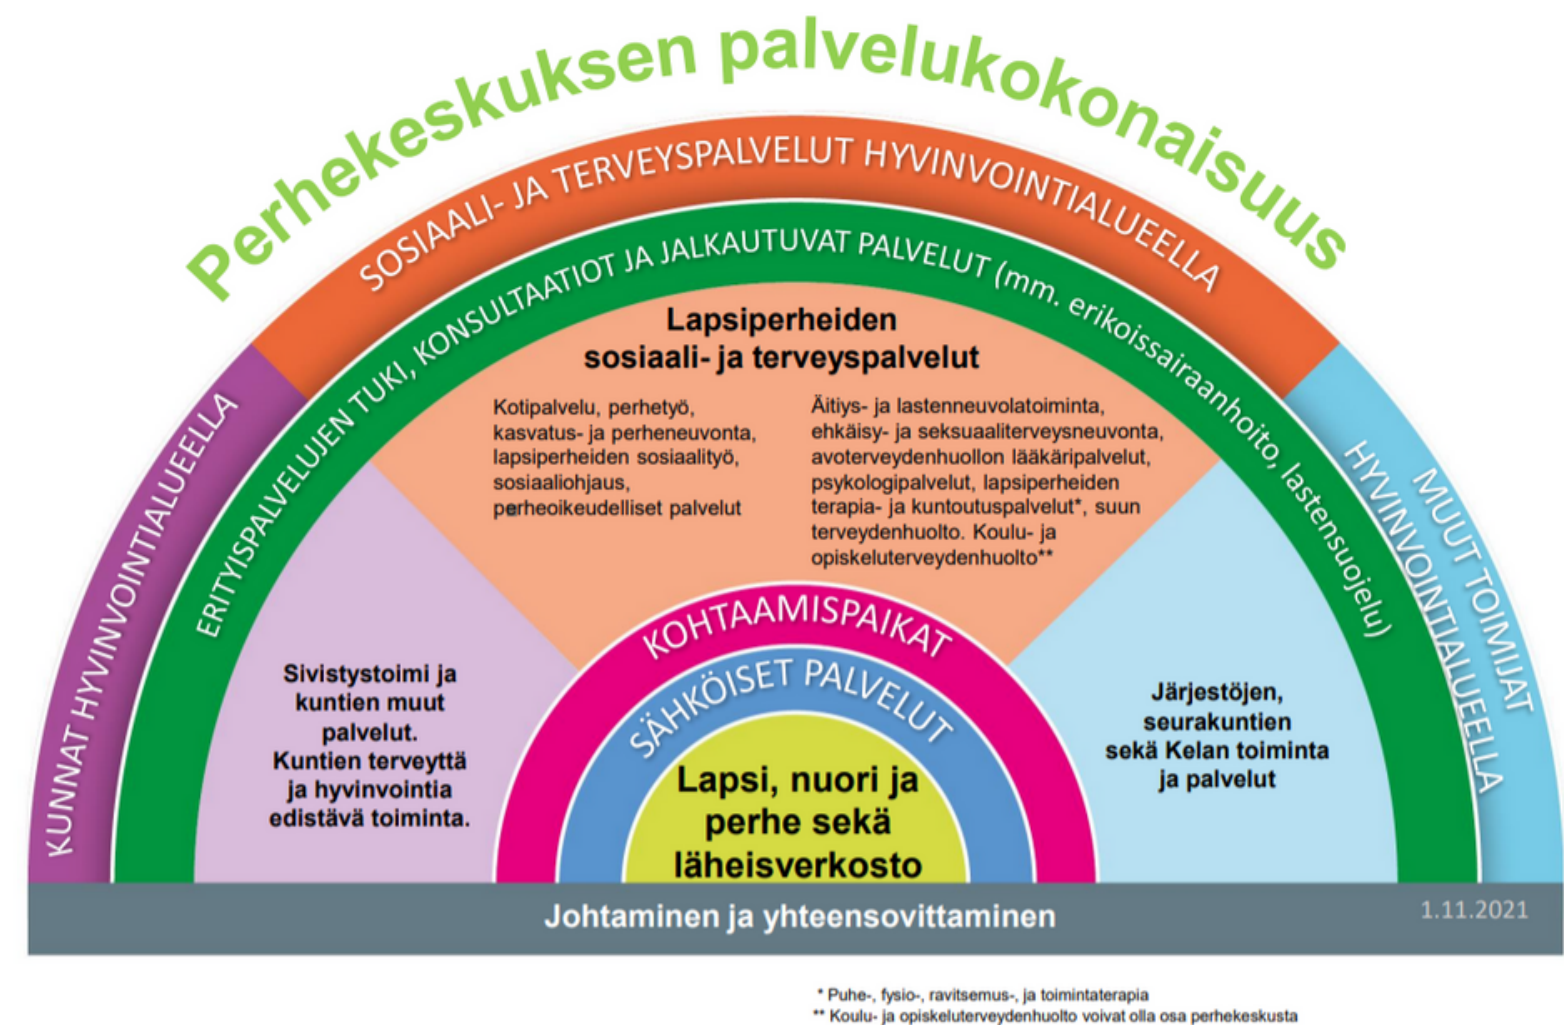 Perhekeskuksen palvelukokonaisuus
SOSIAALI- JA TERVEYSPALVELUT HYVINVOINTIALUEELLA
KUNNAT HYVINVOINTIALUEELLA
MUUT TOIMIJAT
HYVINVOINTIALUEELLA
ERITYISPALVELUJEN TUKI, KONSULTAATIOT JA JALKAUTUVAT PALVELUT (mm. erikoissairaanhoito, lastensuojelu)
Lapsiperheiden
sosiaali- ja terveyspalvelut
Kotipalvelu, perhetyö,
kasvatus- ja perheneuvonta,
lapsiperheiden sosiaalityö,
sosiaaliohjaus,
perheoikeudelliset palvelut
Äitiys- ja lastenneuvolatoiminta,
ehkäisy- ja seksuaaliterveysneuvonta,
avoterveydenhuollon lääkäripalvelut,
psykologipalvelut, lapsiperheiden
terapia- ja kuntoutuspalvelut*, suun
terveydenhuolto. Koulu- ja
opiskeluterveydenhuolto**
Sivistystoimi ja
kuntien muut
palvelut.
Kuntien terveyttä
ja hyvinvointia
edistävä toiminta.
KOHTAAMISPAIKAT
SÄHKÖISET PALVELUT
Lapsi, nuori ja
perhe sekä
läheisverkosto
Järjestöjen,
seurakuntien
sekä Kelan toiminta
ja palvelut
Johtaminen ja yhteensovittaminen
1.11.2021
* Puhe-, fysio-, ravitsemus-, ja toimintaterapia
** Koulu- ja opiskeluterveydenhuolto voivat olla osa perhekeskusta